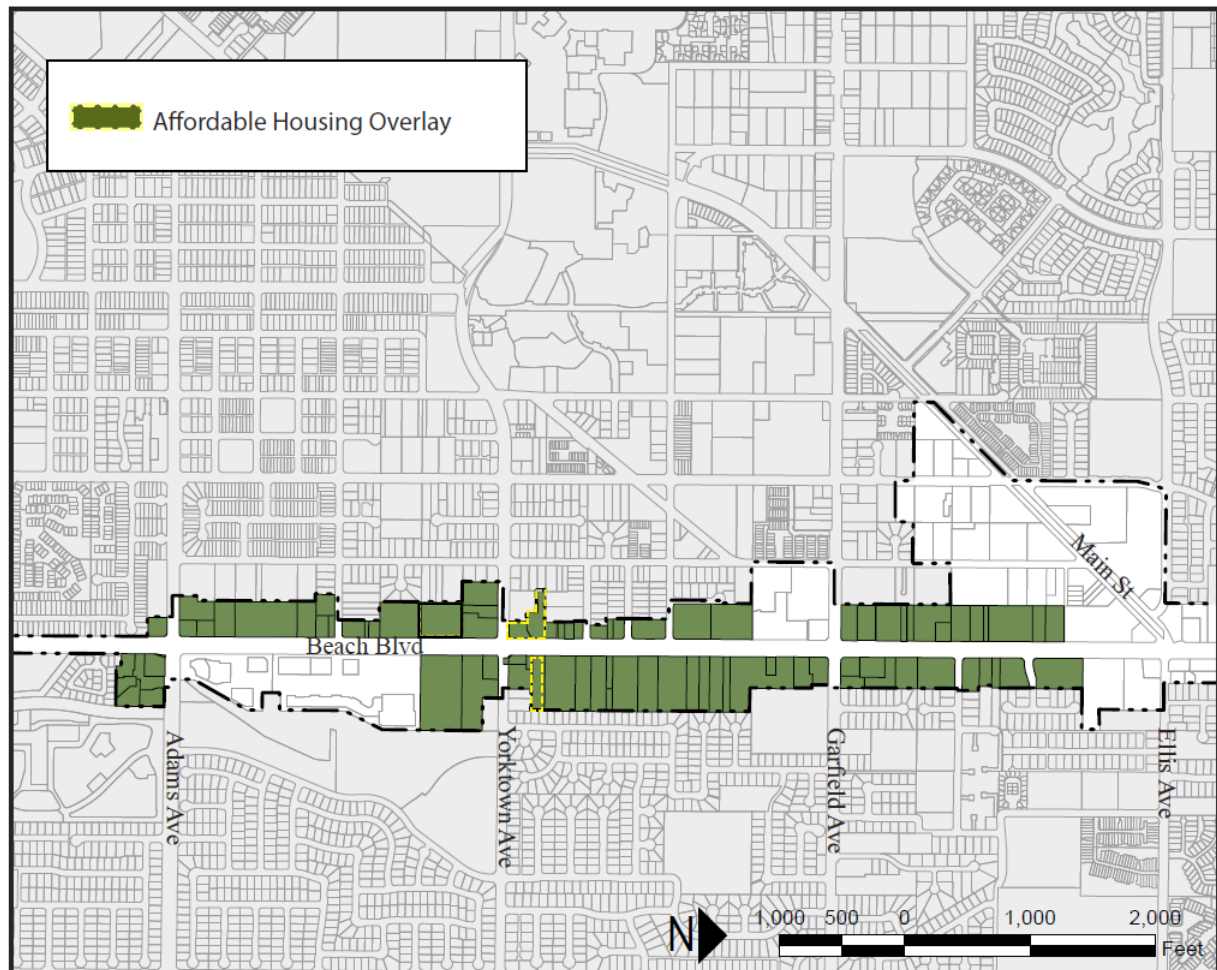 Affordable Housing Overlay
Main St
Beach Blvd
Adams Ave
Yorktown Ave
Garfield Ave
Ellis Ave
N
1,000 500 0 1,000 2,000
Feet